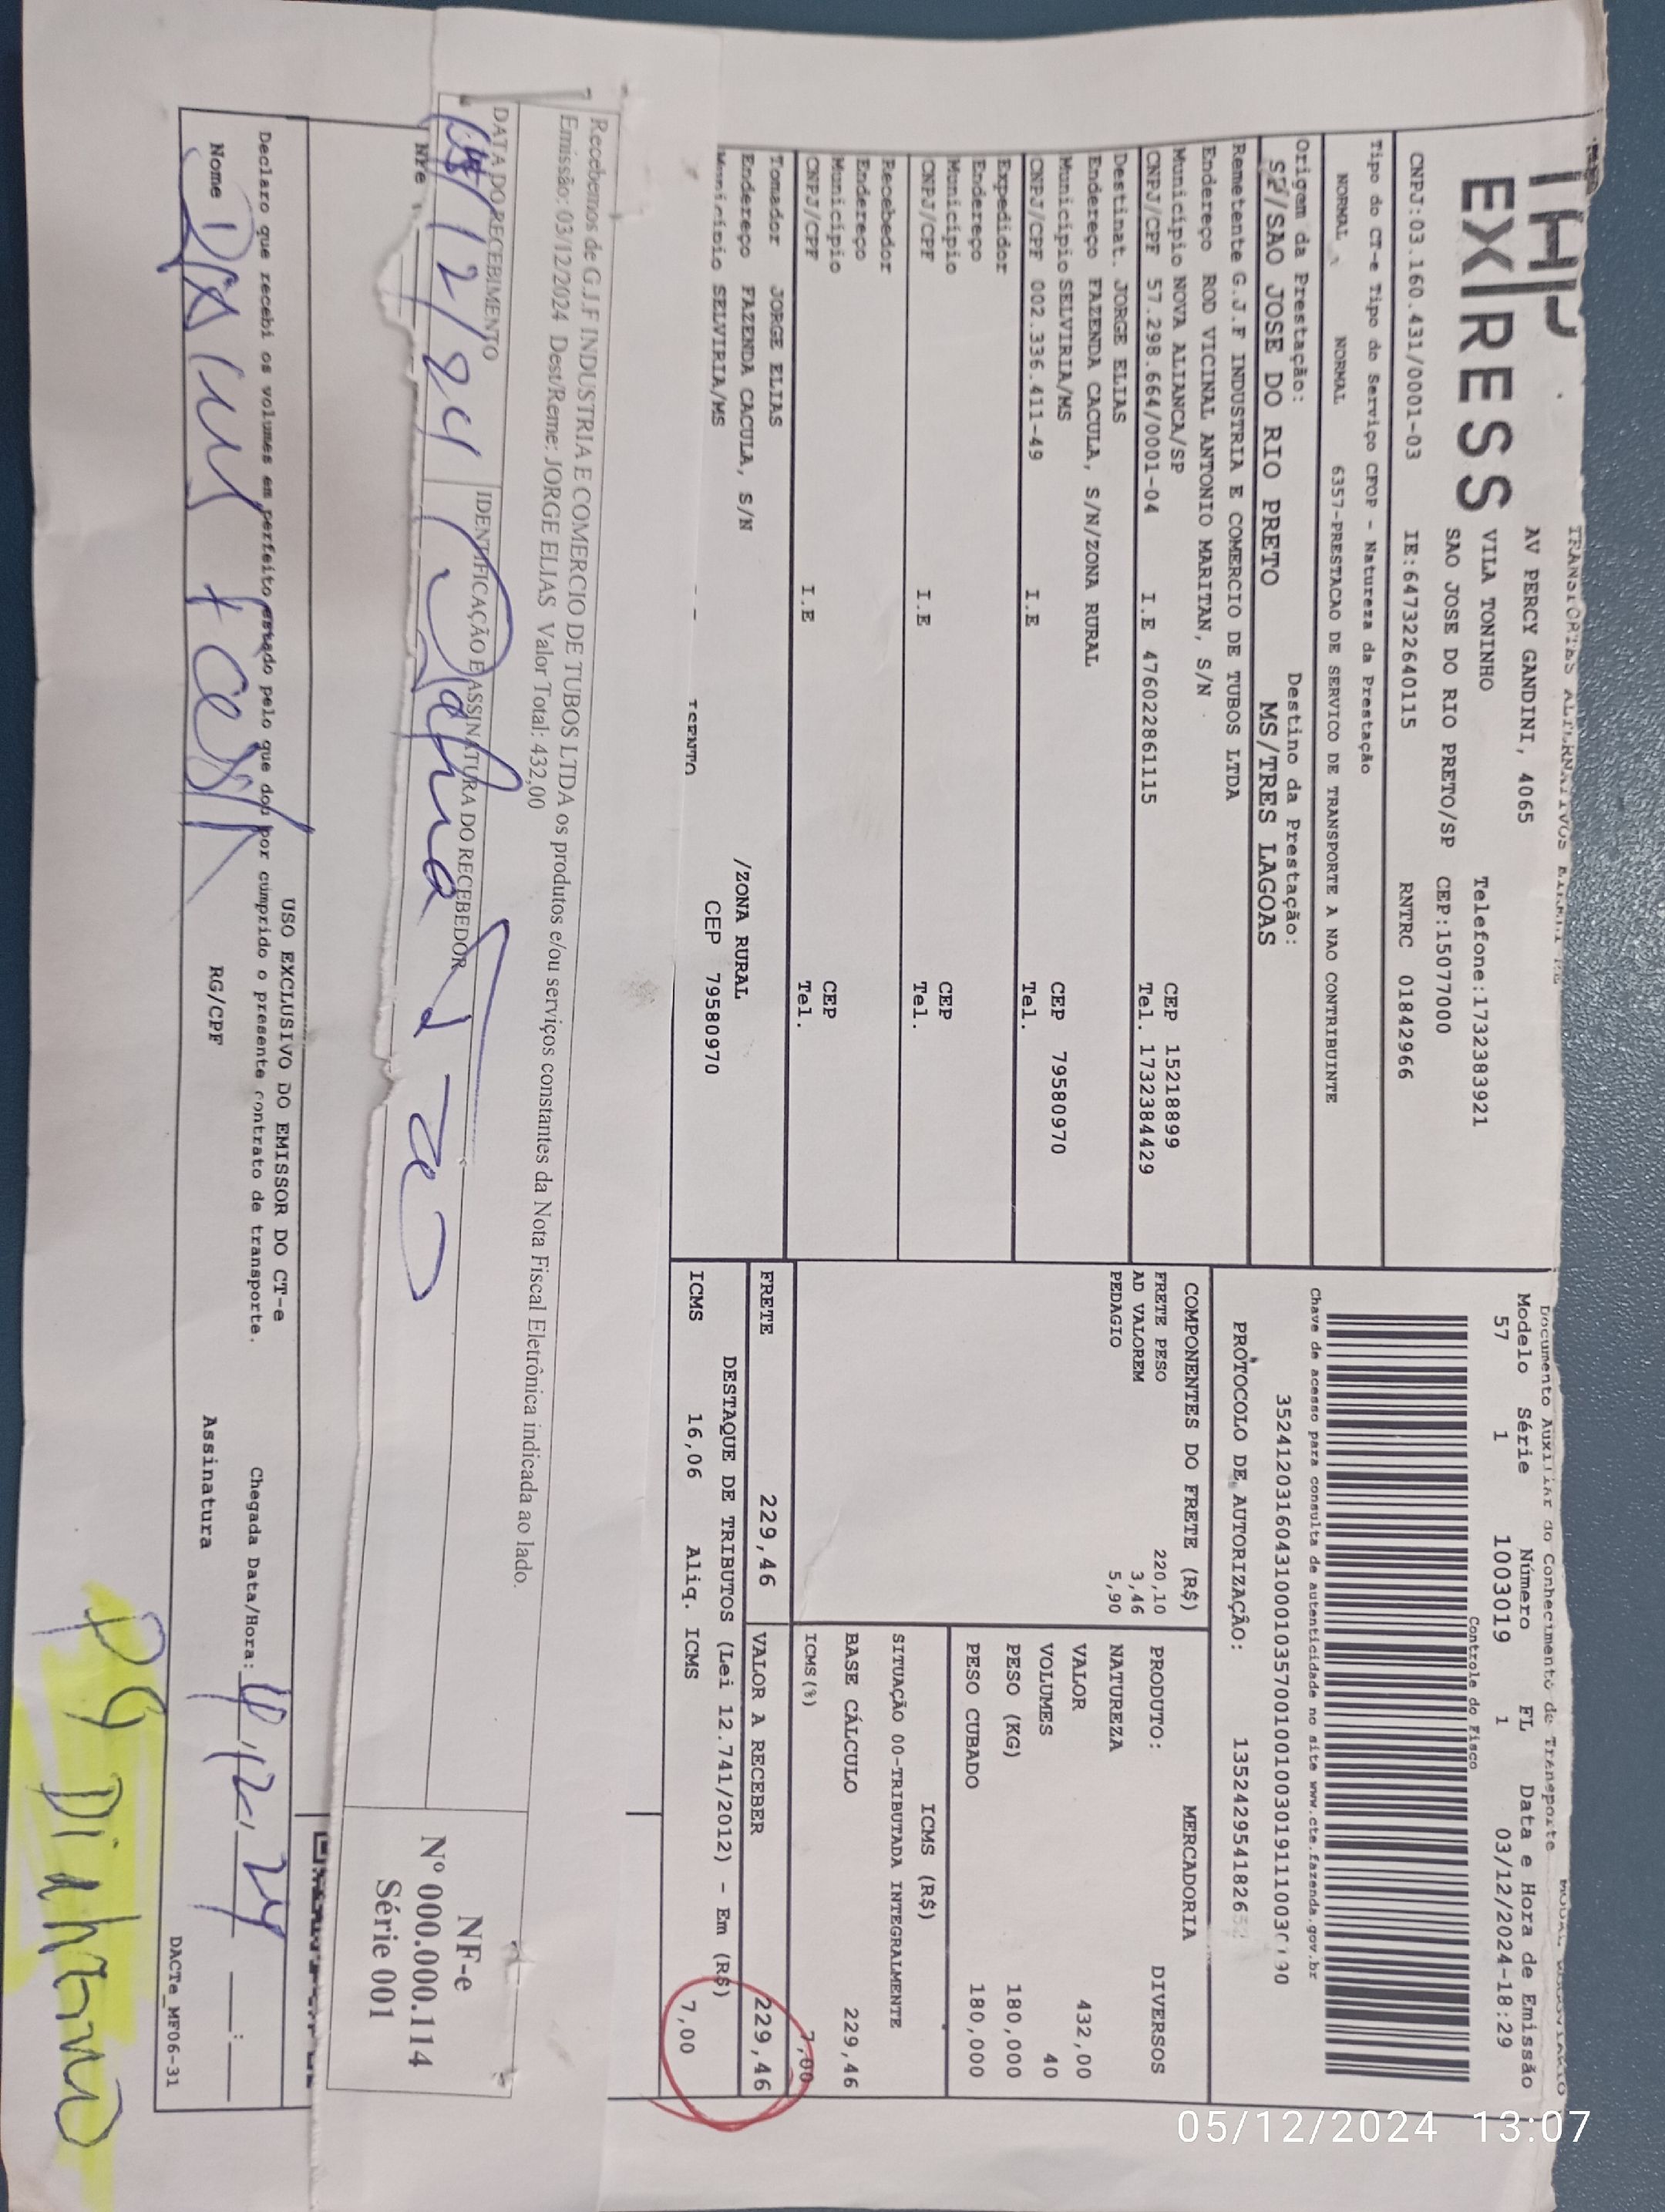 EXPRESS
AV PERCY GANDINI, 4065
VILA TONINHO Telefone:1732383921
SAO JOSE DO RIO PRETO/SP CEP:15077000
CNPJ:03.160.431/0001-03 IE:647322640115 RNTRC 01842966
Documento Auxiliar do Conhecimento de Transporte
Modelo Série Número FL Data e Hora de Emissão
57 1 1003019 1 03/12/2024-18:29
Controle do Fisco
Chave de acesso para consulta de autenticidade no site www.cte.fazenda.gov.br
PROTOCOLO DE AUTORIZAÇÃO:
Tipo do CT-e Tipo do Serviço CFOP - Natureza da Prestação
NORMAL NORMAL 6357-PRESTACAO DE SERVICO DE TRANSPORTE A NAO CONTRIBUINTE
Origem da Prestação: Destino da Prestação:
SP/SAO JOSE DO RIO PRETO MS/TRES LAGOAS
Remetente G.J.F INDUSTRIA E COMERCIO DE TUBOS LTDA
Endereço ROD VICINAL ANTONIO MARITAN, S/N
Município NOVA ALIANCA/SP CEP 15218899
CNPJ/CPF 57.298.664/0001-04 I.E 476022861115 Tel. 1732384429
Destinat. JORGE ELIAS
Endereço FAZENDA CACULA, S/N/ZONA RURAL
Município SELVIRIA/MS CEP 79580970
CNPJ/CPF 002.336.411-49 I.E Tel.
Expedidor
Endereço
Município CEP
CNPJ/CPF I.E Tel.
Recebedor
Endereço
Município CEP
CNPJ/CPF I.E Tel.
Tomador JORGE ELIAS
Endereço FAZENDA CACULA, S/N /ZONA RURAL
Município SELVIRIA/MS CEP 79580970
ISENTO
COMPONENTES DO FRETE (R$)
FRETE PESO 220,10
AD VALOREM 3,46
PEDAGIO 5,90
MERCADORIA
PRODUTO: DIVERSOS
NATUREZA
VALOR 432,00
VOLUMES 40
PESO (KG) 180,000
PESO CUBADO 180,000
ICMS (R$)
SITUAÇÃO 00-TRIBUTADA INTEGRALMENTE
BASE CÁLCULO 229,46
ICMS(%) 7,00
FRETE 229,46 VALOR A RECEBER 229,46
DESTAQUE DE TRIBUTOS (Lei 12.741/2012) - Em (R$)
ICMS 16,06 Aliq. ICMS 7,00
Recebemos de G.J.F INDUSTRIA E COMERCIO DE TUBOS LTDA os produtos e/ou serviços constantes da Nota Fiscal Eletrônica indicada ao lado.
Emissão: 03/12/2024 Dest/Reme: JORGE ELIAS Valor Total: 432,00
DATA DO RECEBIMENTO IDENTIFICAÇÃO E ASSINATURA DO RECEBEDOR
NF-e
Nº 000.000.114
Série 001
USO EXCLUSIVO DO EMISSOR DO CT-e
Declaro que recebi os volumes em perfeito estado pelo que dou por cumprido o presente contrato de transporte. Chegada Data/Hora: 4/12/24
Nome RG/CPF Assinatura
DACTe_MF06-31
05/12/2024 13:07